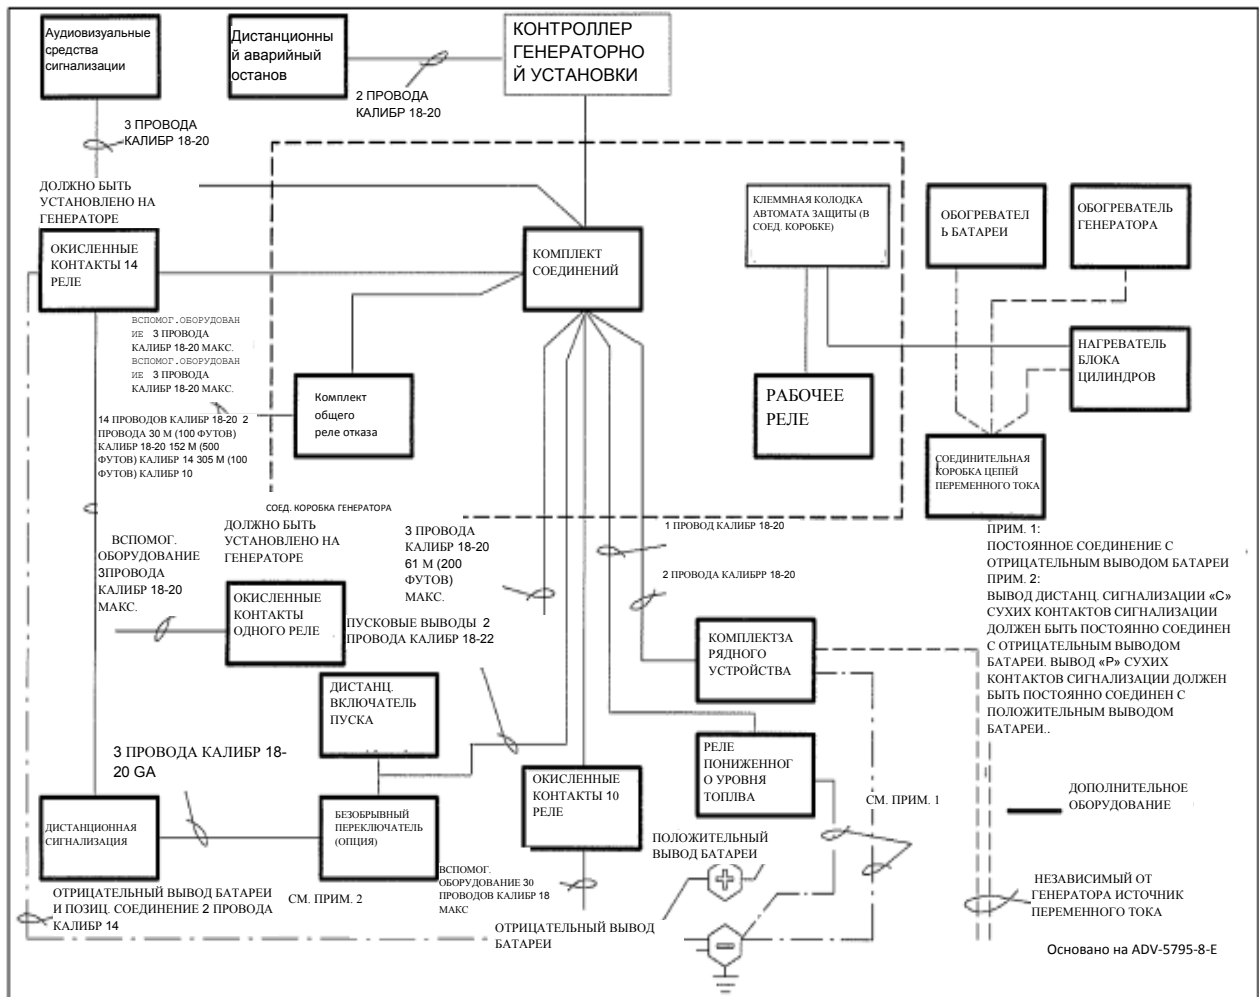 Аудиовизуальные
средства
сигнализации
Дистанционны
й аварийный
останов
КОНТРОЛЛЕР
ГЕНЕРАТОРНО
Й УСТАНОВКИ
2 ПРОВОДА
КАЛИБР 18-20
3 ПРОВОДА
КАЛИБР 18-20
ДОЛЖНО БЫТЬ
УСТАНОВЛЕНО НА
ГЕНЕРАТОРЕ
ОКИСЛЕННЫЕ
КОНТАКТЫ 14
РЕЛЕ
КОМПЛЕКТ
СОЕДИНЕНИЙ
КЛЕММНАЯ КОЛОДКА
АВТОМАТА ЗАЩИТЫ (В
СОЕД. КОРОБКЕ)
ОБОГРЕВАТЕЛ
Ь БАТАРЕИ
ОБОГРЕВАТЕЛЬ
ГЕНЕРАТОРА
ВСПОМОГ.ОБОРУДОВАН
ИЕ 3 ПРОВОДА
КАЛИБР 18-20 МАКС.
ВСПОМОГ.ОБОРУДОВАН
ИЕ 3 ПРОВОДА
КАЛИБР 18-20 МАКС.
НАГРЕВАТЕЛЬ
БЛОКА
ЦИЛИНДРОВ
Комплект
общего
реле отказа
РАБОЧЕЕ
РЕЛЕ
14 ПРОВОДОВ КАЛИБР 18-20 2
ПРОВОДА 30 М (100 ФУТОВ)
КАЛИБР 18-20 152 М (500
ФУТОВ) КАЛИБР 14 305 М (100
ФУТОВ) КАЛИБР 10
СОЕДИНИТЕЛЬНАЯ
КОРОБКА ЦЕПЕЙ
ПЕРЕМЕННОГО ТОКА
СОЕД. КОРОБКА ГЕНЕРАТОРА
ДОЛЖНО БЫТЬ
УСТАНОВЛЕНО НА
ГЕНЕРАТОРЕ
3 ПРОВОДА
КАЛИБР 18-20
61 М (200
ФУТОВ)
МАКС.
1 ПРОВОД КАЛИБР 18-20
2 ПРОВОДА КАЛИБРР 18-20
ВСПОМОГ.
ОБОРУДОВАНИЕ
3ПРОВОДА
КАЛИБР 18-20
МАКС.
ОКИСЛЕННЫЕ
КОНТАКТЫ
ОДНОГО РЕЛЕ
ПУСКОВЫЕ ВЫВОДЫ 2
ПРОВОДА КАЛИБР 18-22
КОМПЛЕКТЗА
РЯДНОГО
УСТРОЙСТВА
ПРИМ. 1:
ПОСТОЯННОЕ СОЕДИНЕНИЕ С
ОТРИЦАТЕЛЬНЫМ ВЫВОДОМ БАТАРЕИ
ПРИМ. 2:
ВЫВОД ДИСТАНЦ. СИГНАЛИЗАЦИИ «С»
СУХИХ КОНТАКТОВ СИГНАЛИЗАЦИИ
ДОЛЖЕН БЫТЬ ПОСТОЯННО СОЕДИНЕН
С ОТРИЦАТЕЛЬНЫМ ВЫВОДОМ
БАТАРЕИ. ВЫВОД «Р» СУХИХ
КОНТАКТОВ СИГНАЛИЗАЦИИ ДОЛЖЕН
БЫТЬ ПОСТОЯННО СОЕДИНЕН С
ПОЛОЖИТЕЛЬНЫМ ВЫВОДОМ
БАТАРЕИ..
ДИСТАНЦ.
ВКЛЮЧАТЕЛЬ
ПУСКА
3 ПРОВОДА КАЛИБР 18-
20 GA
ОКИСЛЕННЫЕ
КОНТАКТЫ 10
РЕЛЕ
РЕЛЕ
ПОНИЖЕННОГ
О УРОВНЯ
ТОПЛВА
СМ. ПРИМ. 1
ДОПОЛНИТЕЛЬНОЕ
ОБОРУДОВАНИЕ
ДИСТАНЦИОННАЯ
СИГНАЛИЗАЦИЯ
БЕЗОБРЫВНЫЙ
ПЕРЕКЛЮЧАТЕЛЬ
(ОПЦИЯ)
ПОЛОЖИТЕЛЬНЫЙ
ВЫВОД БАТАРЕИ
ВСПОМОГ.
ОБОРУДОВАНИЕ 30
ПРОВОДОВ КАЛИБР 18
МАКС
ОТРИЦАТЕЛЬНЫЙ ВЫВОД БАТАРЕИ
И ПОЗИЦ. СОЕДИНЕНИЕ 2 ПРОВОДА
КАЛИБР 14
СМ. ПРИМ. 2
ОТРИЦАТЕЛЬНЫЙ ВЫВОД
БАТАРЕИ
НЕЗАВИСИМЫЙ ОТ
ГЕНЕРАТОРА ИСТОЧНИК
ПЕРЕМЕННОГО ТОКА
Основано на ADV-5795-8-E